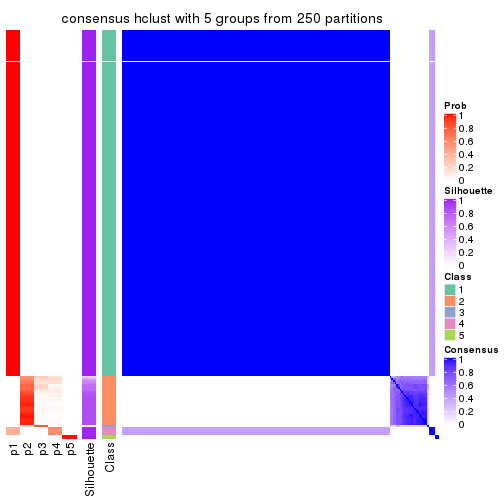 consensus hclust with 5 groups from 250 partitions
Prob
1
0.8
0.6
0.4
0.2
0
Silhouette
1
0.8
0.6
0.4
0.2
0
Class
1
2
3
4
5
Consensus
1
0.8
0.6
0.4
0.2
0
p1
p2
p3
p4
p5
Silhouette
Class